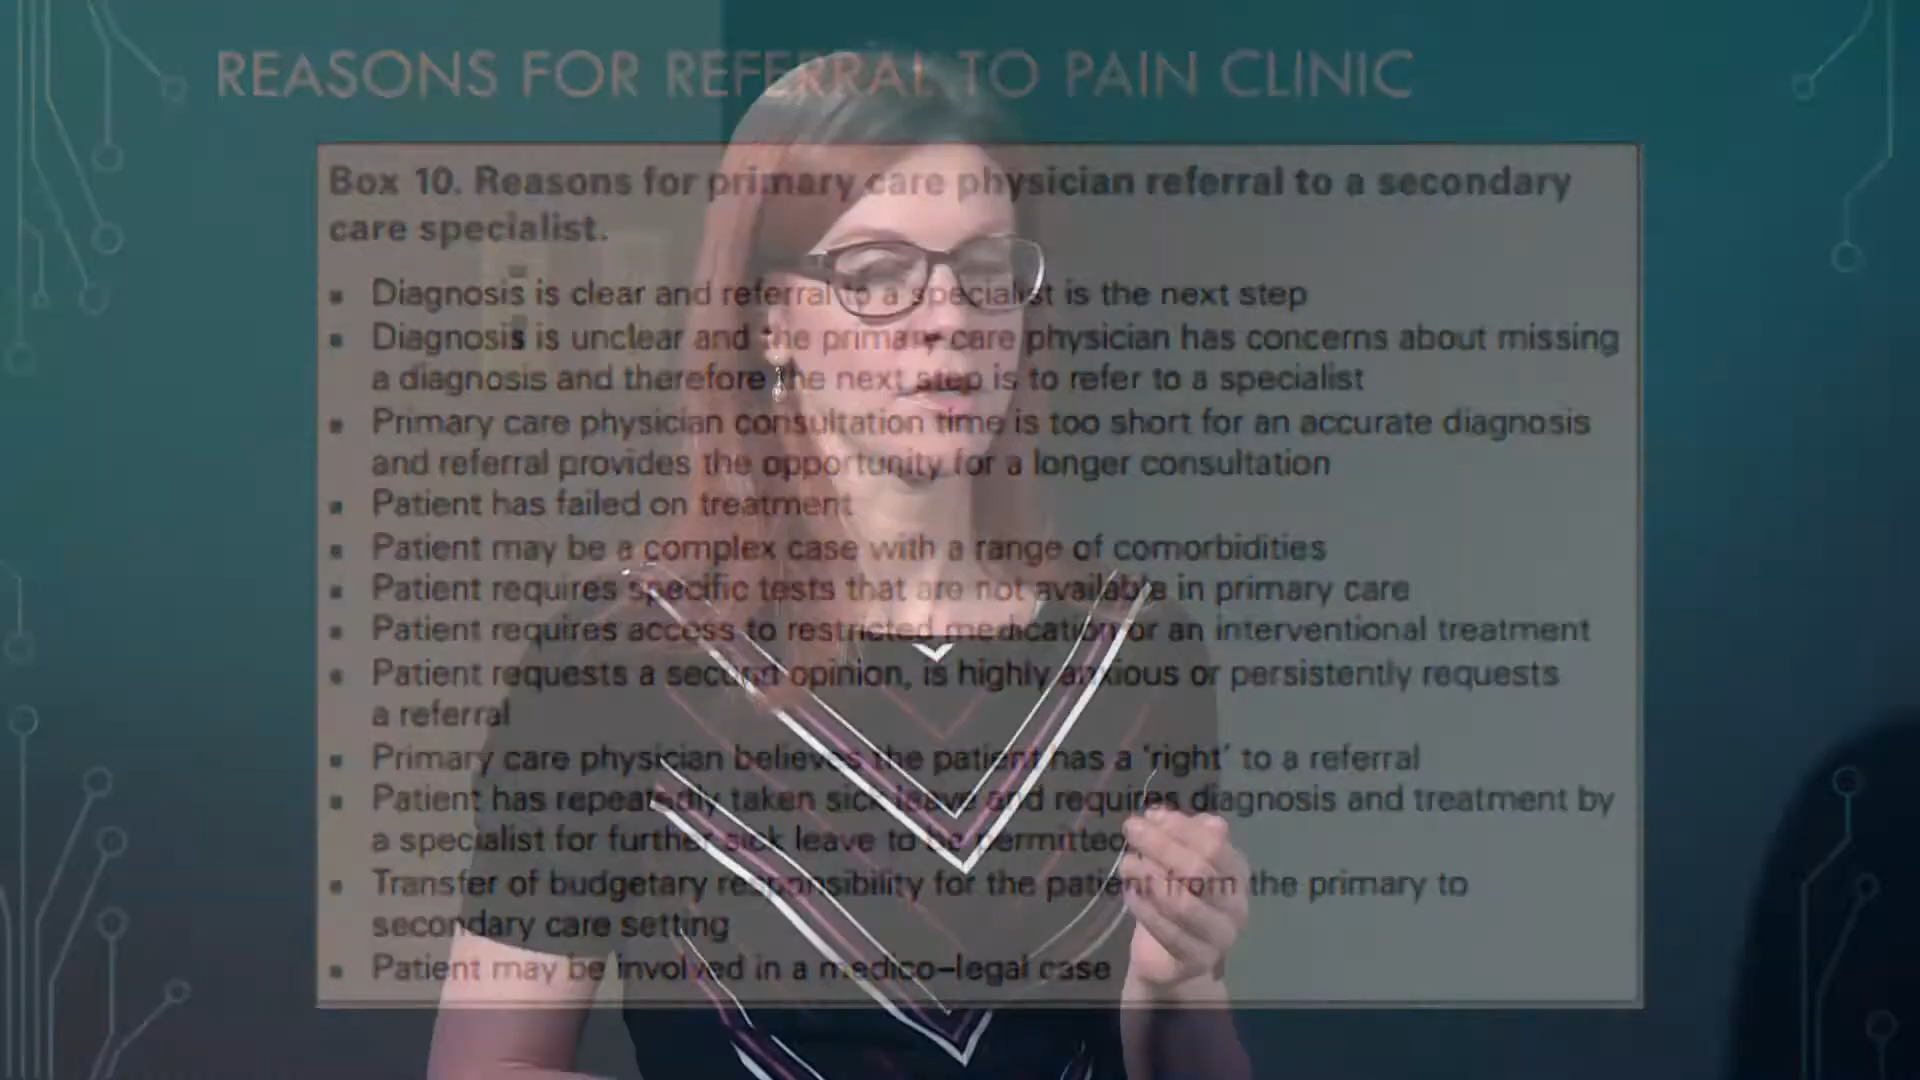 REASONS FOR REFERRAL TO PAIN CLINIC
Box 10. Reasons for primary care physician referral to a secondary
care specialist.
▪ Diagnosis is clear and referral to a specialist is the next step
▪ Diagnosis is unclear and the primary care physician has concerns about missing
a diagnosis and therefore the next step is to refer to a specialist
▪ Primary care physician consultation time is too short for an accurate diagnosis
and referral provides the opportunity for a longer consultation
▪ Patient has failed on treatment
▪ Patient may be a complex case with a range of comorbidities
▪ Patient requires specific tests that are not available in primary care
▪ Patient requires access to restricted medication or an interventional treatment
▪ Patient requests a second opinion, is highly anxious or persistently requests
a referral
▪ Primary care physician believes the patient has a 'right' to a referral
▪ Patient has repeatedly taken sick leave and requires diagnosis and treatment by
a specialist for further sick leave to be permitted
▪ Transfer of budgetary responsibility for the patient from the primary to
secondary care setting
▪ Patient may be involved in a medico–legal case